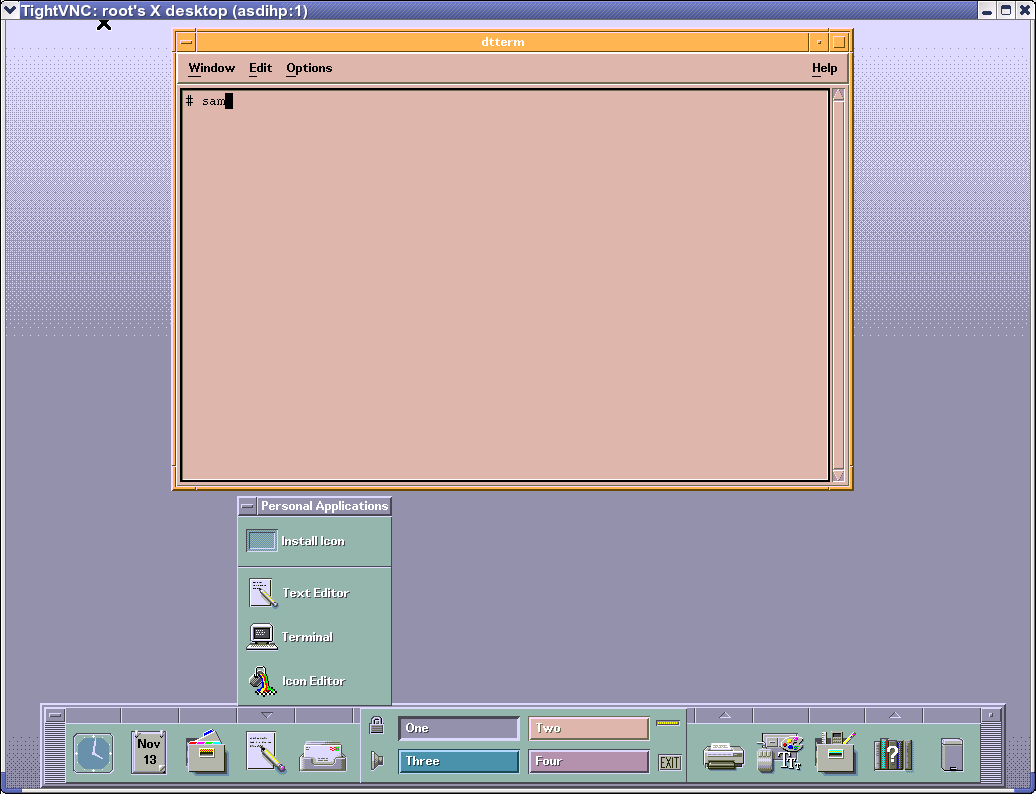 TightVNC: root's X desktop (asdihp:1)
dtterm
Window Edit Options Help
# sam
Personal Applications
Install Icon
Text Editor
Terminal
Icon Editor
One Two
Nov
13
Three Four EXIT
?